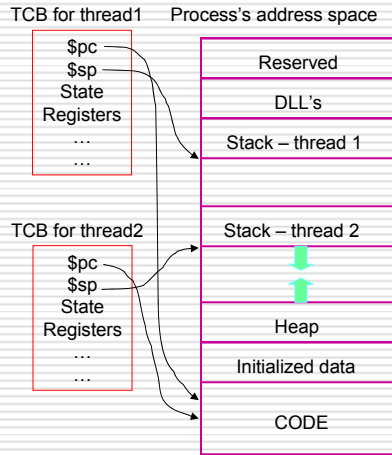 TCB for thread1
$pc
$sp
State
Registers
…
…
TCB for thread2
$pc
$sp
State
Registers
…
…
Process's address space
Reserved
DLL's
Stack – thread 1
Stack – thread 2
Heap
Initialized data
CODE